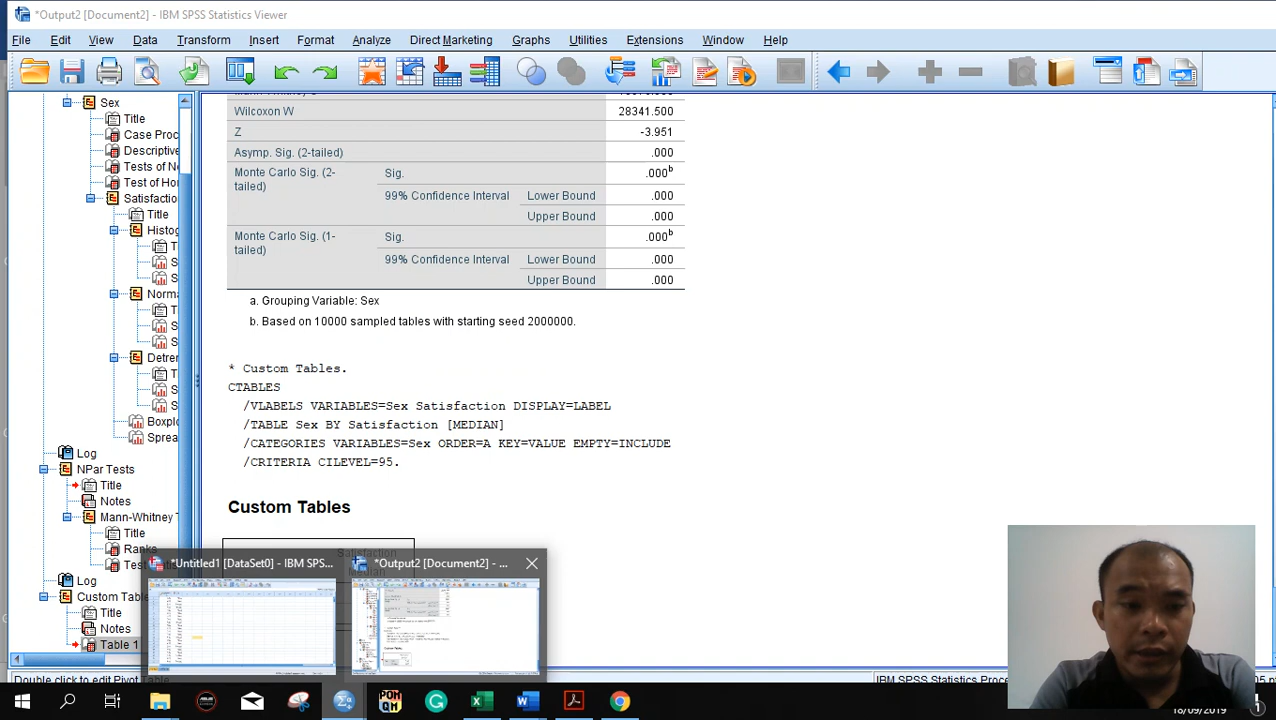 *Output2 [Document2] - IBM SPSS Statistics Viewer
File Edit View Data Transform Insert Format Analyze Direct Marketing Graphs Utilities Extensions Window Help
Sex
Title
Case Proc
Descriptive
Tests of No
Test of Hor
Satisfactio
Title
Histog
T
S
S
Norma
T
S
S
Detren
T
S
S
Boxplo
Sprea
Log
NPar Tests
Title
Notes
Mann-Whitney T
Title
Ranks
Log
Custom Table
Title
Notes
Table 1
Wilcoxon W 28341.500
Z -3.951
Asymp. Sig. (2-tailed) .000
Monte Carlo Sig. (2-tailed) Sig. .000b
99% Confidence Interval Lower Bound .000
Upper Bound .000
Monte Carlo Sig. (1-tailed) Sig. .000b
99% Confidence Interval Lower Bound .000
Upper Bound .000
a. Grouping Variable: Sex
b. Based on 10000 sampled tables with starting seed 2000000.
* Custom Tables.
CTABLES
/VLABELS VARIABLES=Sex Satisfaction DISPLAY=LABEL
/TABLE Sex BY Satisfaction [MEDIAN]
/CATEGORIES VARIABLES=Sex ORDER=A KEY=VALUE EMPTY=INCLUDE
/CRITERIA CILEVEL=95.
Custom Tables
Satisfaction
*Untitled1 [DataSet0] - IBM SPS...
*Output2 [Document2] - ...
Double click to edit Pivot Table
IBM SPSS Statistics Proce
18/09/2019